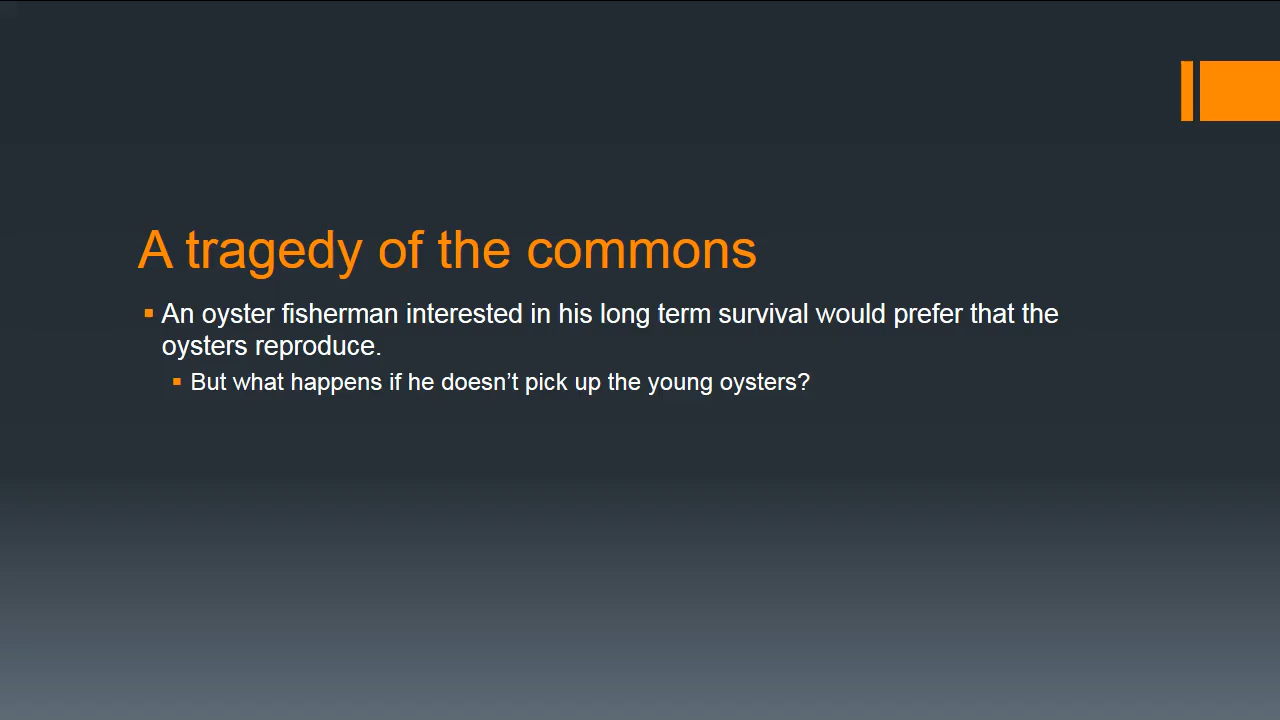 A tragedy of the commons
An oyster fisherman interested in his long term survival would prefer that the
oysters reproduce.
But what happens if he doesn’t pick up the young oysters?